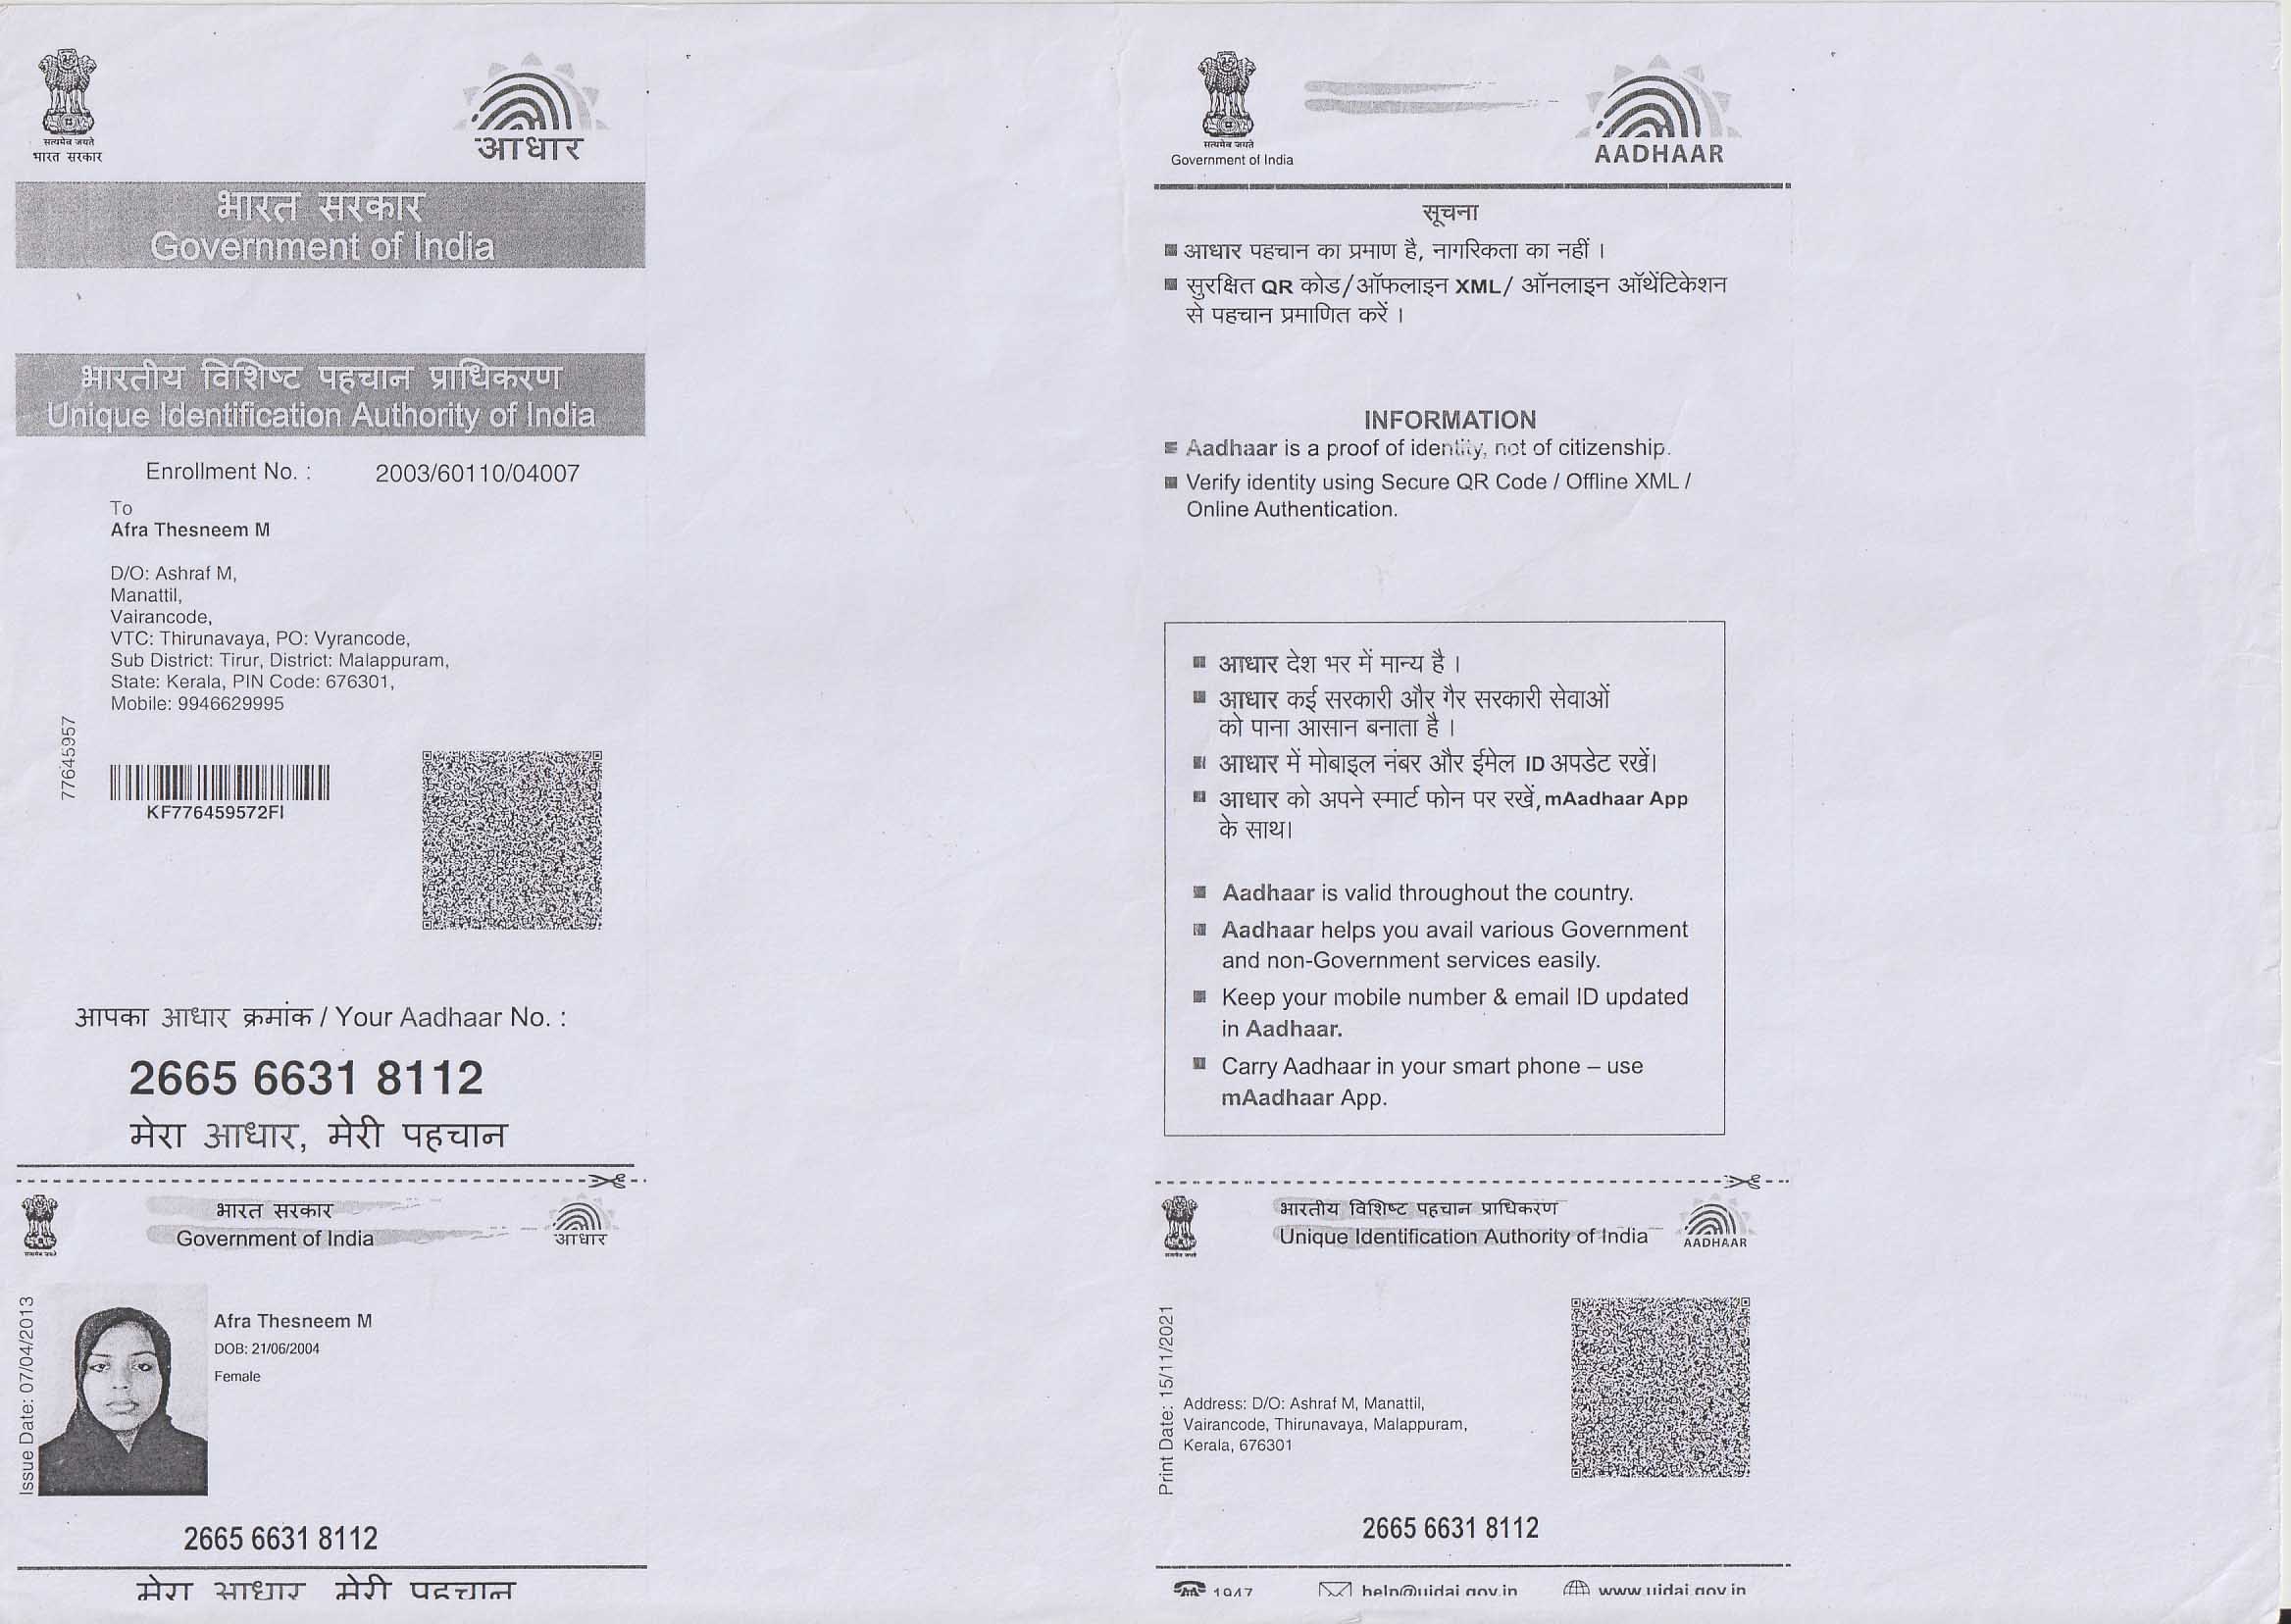 सत्यमेव जयते
भारत सरकार
आधार
भारत सरकार
Government of India
भारतीय विशिष्ट पहचान प्राधिकरण
Unique Identification Authority of India
Enrollment No. : 2003/60110/04007
To
Afra Thesneem M
D/O: Ashraf M,
Manattil,
Vairancode,
VTC: Thirunavaya, PO: Vyrancode,
Sub District: Tirur, District: Malappuram,
State: Kerala, PIN Code: 676301,
Mobile: 9946629995
77645957
KF776459572FI
आपका आधार क्रमांक / Your Aadhaar No. :
2665 6631 8112
मेरा आधार, मेरी पहचान
सत्यमेव जयते
भारत सरकार
Government of India
आधार
Issue Date: 07/04/2013
Afra Thesneem M
DOB: 21/06/2004
Female
2665 6631 8112
मेरा आधार मेरी पहचान
सत्यमेव जयते
Government of India
AADHAAR
सूचना
आधार पहचान का प्रमाण है, नागरिकता का नहीं ।
सुरक्षित QR कोड/ऑफलाइन XML/ ऑनलाइन ऑथेंटिकेशन
से पहचान प्रमाणित करें ।
INFORMATION
Aadhaar is a proof of identity, not of citizenship.
Verify identity using Secure QR Code / Offline XML /
Online Authentication.
आधार देश भर में मान्य है ।
आधार कई सरकारी और गैर सरकारी सेवाओं
को पाना आसान बनाता है ।
आधार में मोबाइल नंबर और ईमेल ID अपडेट रखें।
आधार को अपने स्मार्ट फोन पर रखें, mAadhaar App
के साथ।
Aadhaar is valid throughout the country.
Aadhaar helps you avail various Government
and non-Government services easily.
Keep your mobile number & email ID updated
in Aadhaar.
Carry Aadhaar in your smart phone – use
mAadhaar App.
सत्यमेव जयते
भारतीय विशिष्ट पहचान प्राधिकरण
Unique Identification Authority of India
AADHAAR
Print Date: 15/11/2021
Address: D/O: Ashraf M, Manattil,
Vairancode, Thirunavaya, Malappuram,
Kerala, 676301
2665 6631 8112
1947 help@uidai.gov.in www.uidai.gov.in